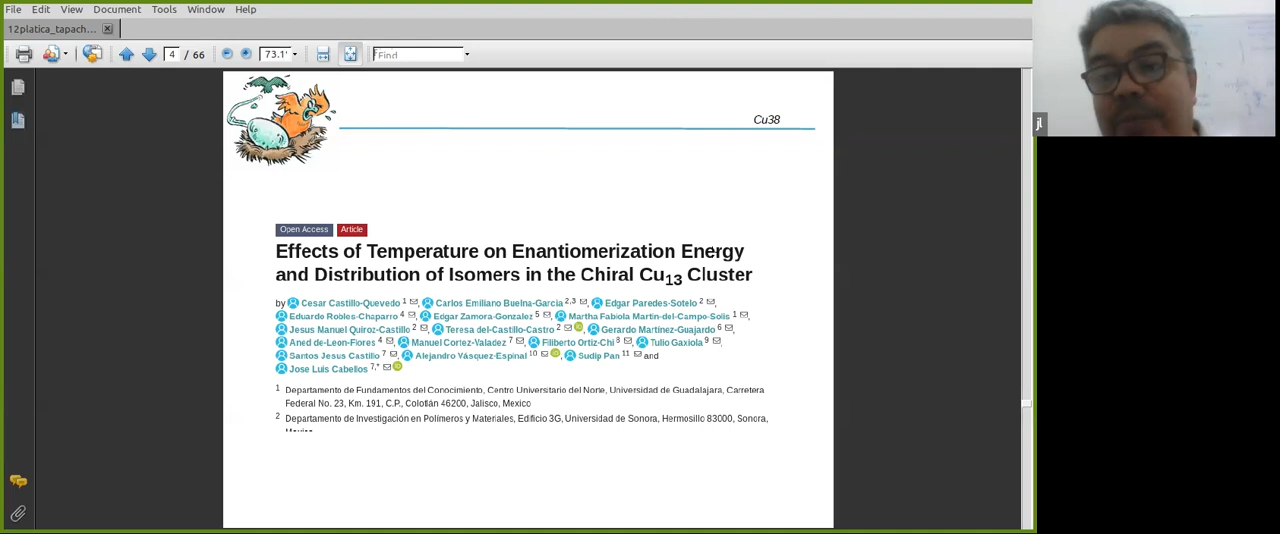 File Edit View Document Tools Window Help
12platica_tapach...
4 / 66 73.1% Find
jl
Cu38
Open Access Article
Effects of Temperature on Enantiomerization Energy
and Distribution of Isomers in the Chiral Cu13 Cluster
by Cesar Castillo-Quevedo 1, Carlos Emiliano Buelna-Garcia 2,3, Edgar Paredes-Sotelo 2,
Eduardo Robles-Chaparro 4, Edgar Zamora-Gonzalez 5, Martha Fabiola Martin-del-Campo-Solis 1,
Jesus Manuel Quiroz-Castillo 2, Teresa del-Castillo-Castro 2, Gerardo Martínez-Guajardo 6,
Aned de-Leon-Flores 4, Manuel Cortez-Valadez 7, Filiberto Ortiz-Chi 8, Tulio Gaxiola 9,
Santos Jesus Castillo 7, Alejandro Vásquez-Espinal 10, Sudip Pan 11 and
Jose Luis Cabellos 7,*
1 Departamento de Fundamentos del Conocimiento, Centro Universitario del Norte, Universidad de Guadalajara, Carretera
Federal No. 23, Km. 191, C.P., Colotlán 46200, Jalisco, Mexico
2 Departamento de Investigación en Polímeros y Materiales, Edificio 3G, Universidad de Sonora, Hermosillo 83000, Sonora,